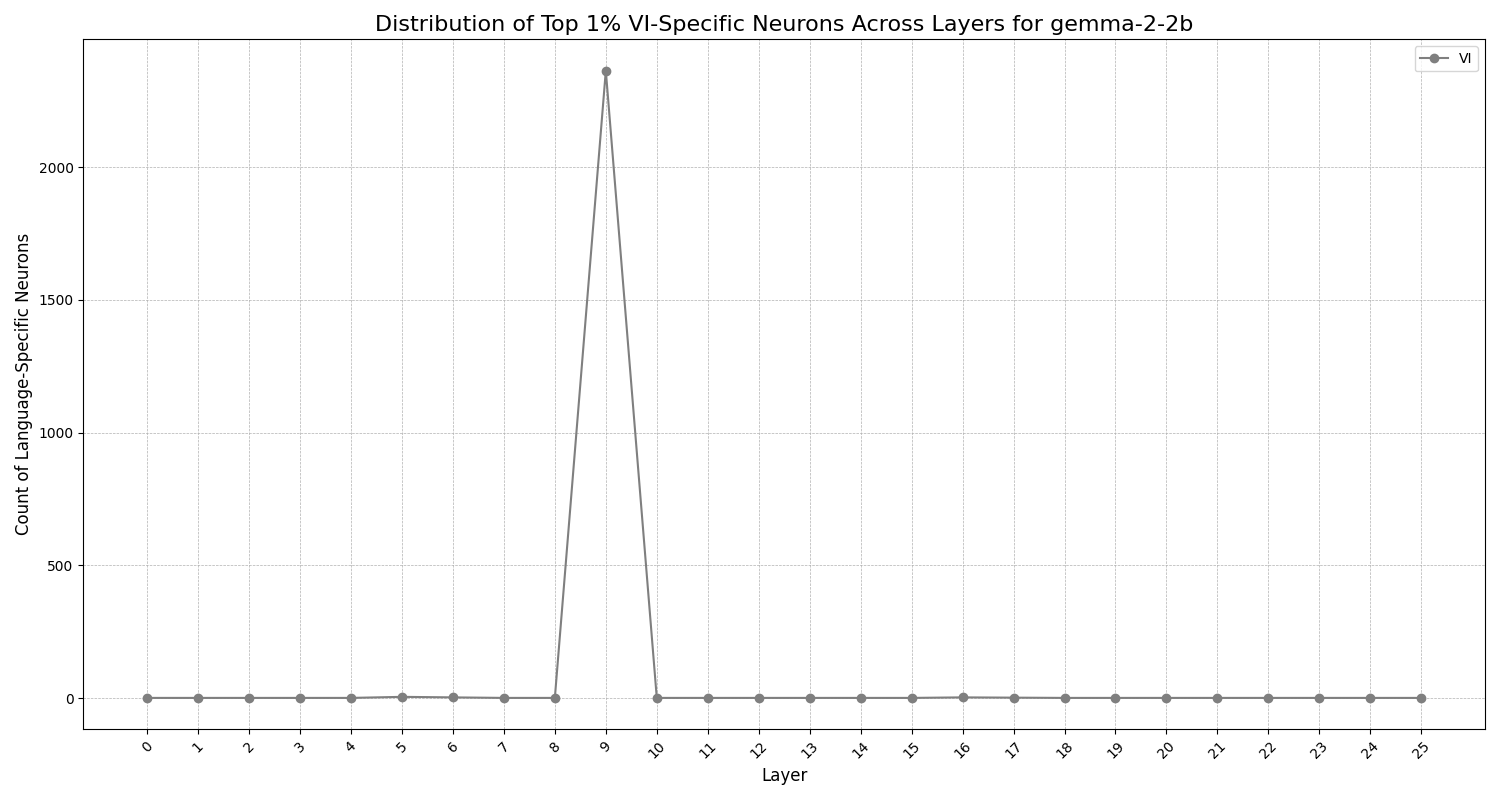 Distribution of Top 1% VI-Specific Neurons Across Layers for gemma-2-2b
VI
Count of Language-Specific Neurons
2000
1500
1000
500
0
0 1 2 3 4 5 6 7 8 9 10 11 12 13 14 15 16 17 18 19 20 21 22 23 24 25
Layer